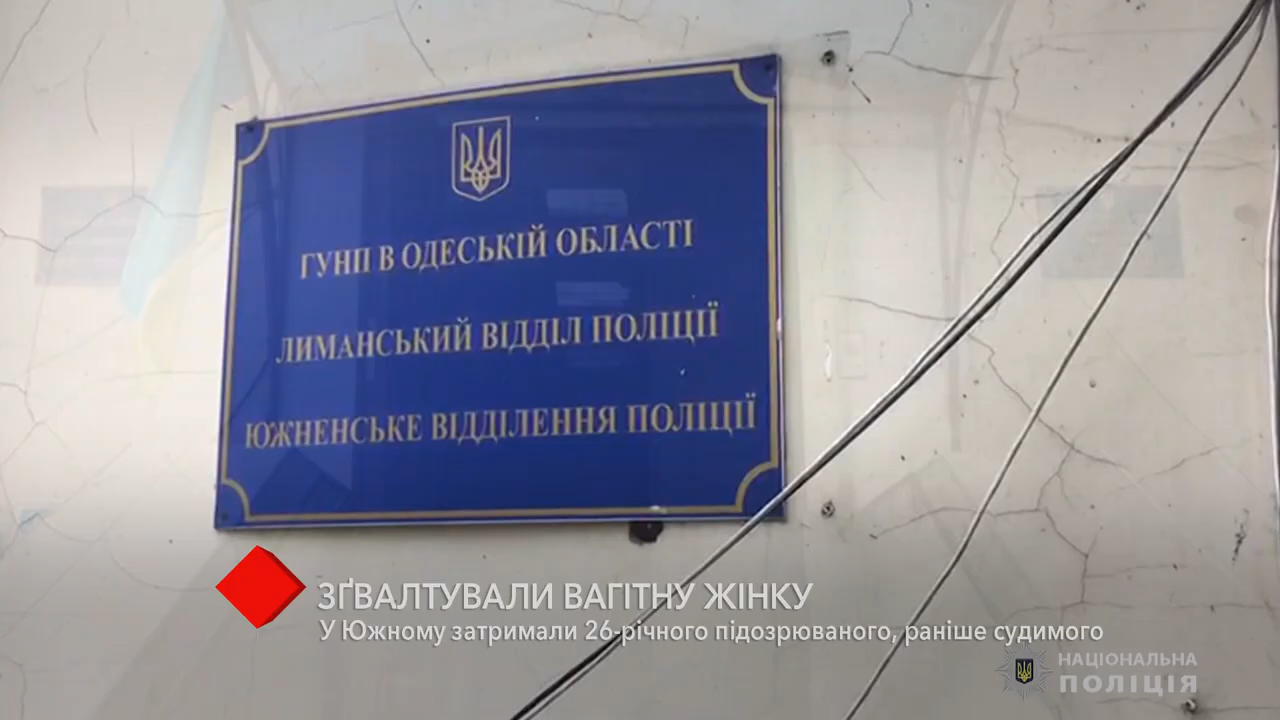 ГУНП В ОДЕСЬКІЙ ОБЛАСТІ
ЛИМАНСЬКИЙ ВІДДІЛ ПОЛІЦІЇ
ЮЖНЕНСЬКЕ ВІДДІЛЕННЯ ПОЛІЦІЇ
ЗҐВАЛТУВАЛИ ВАГІТНУ ЖІНКУ
У Южному затримали 26-річного підозрюваного, раніше судимого
НАЦІОНАЛЬНА
ПОЛІЦІЯ